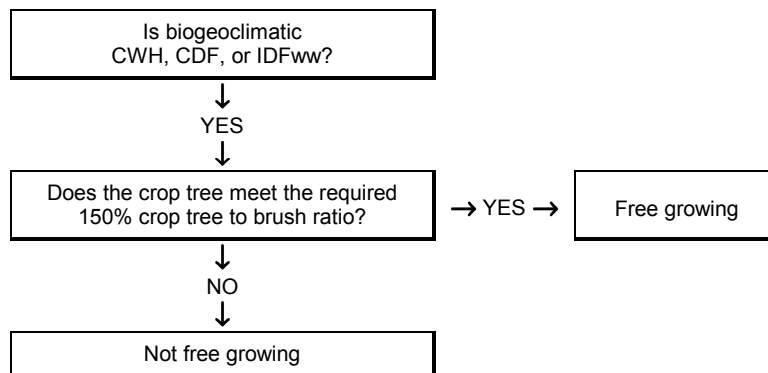 Is biogeoclimatic
CWH, CDF, or IDFww?
YES
Does the crop tree meet the required
150% crop tree to brush ratio?
YES
Free growing
NO
Not free growing